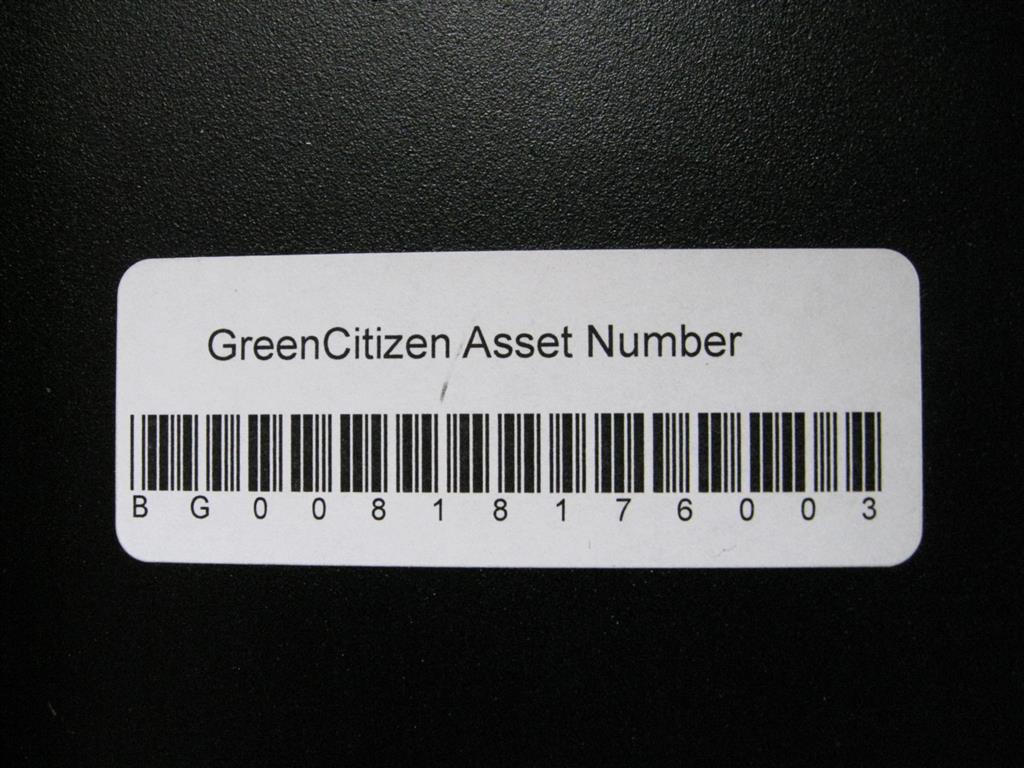 GreenCitizen Asset Number
B G 0 0 8 1 8 1 7 6 0 0 3